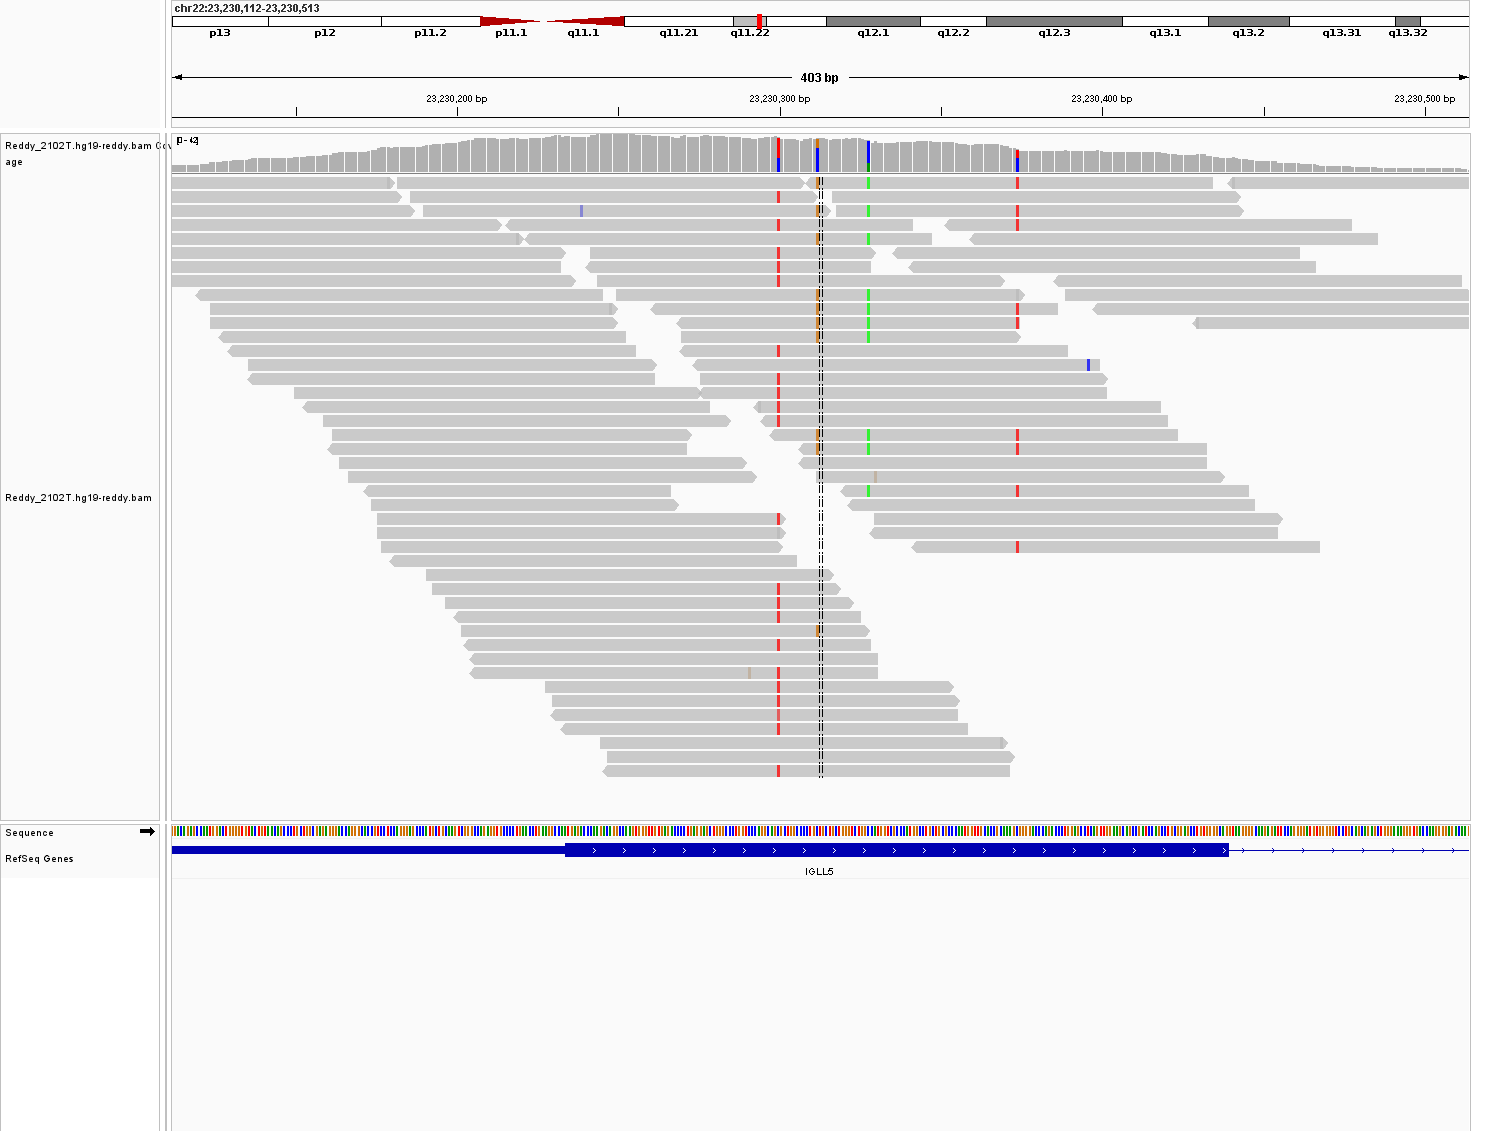 chr22:23,230,112-23,230,513
p13 p12 p11.2 p11.1 q11.1 q11.21 q11.22 q12.1 q12.2 q12.3 q13.1 q13.2 q13.31 q13.32
403 bp
23,230,200 bp 23,230,300 bp 23,230,400 bp 23,230,500 bp
Reddy_2102T.hg19-reddy.bam Cov
age
[0 - 42]
Reddy_2102T.hg19-reddy.bam
Sequence
RefSeq Genes
IGLL5